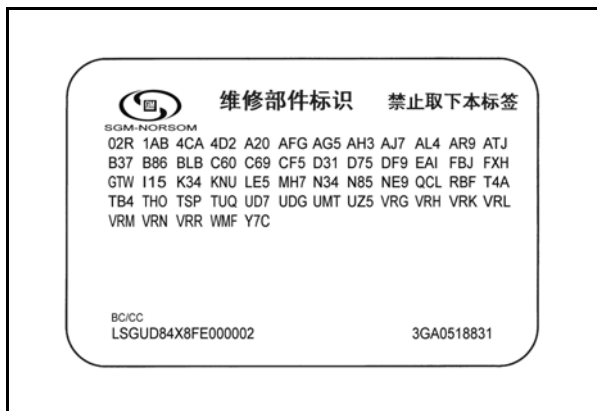 维修部件标识 禁止取下本标签
SGM-NORSOM
02R 1AB 4CA 4D2 A20 AFG AG5 AH3 AJ7 AL4 AR9 ATJ
B37 B86 BLB C60 C69 CF5 D31 D75 DF9 EAI FBJ FXH
GTW I15 K34 KNU LE5 MH7 N34 N85 NE9 QCL RBF T4A
TB4 THO TSP TUQ UD7 UDG UMT UZ5 VRG VRH VRK VRL
VRM VRN VRR WMF Y7C
BC/CC
LSGUD84X8FE000002 3GA0518831